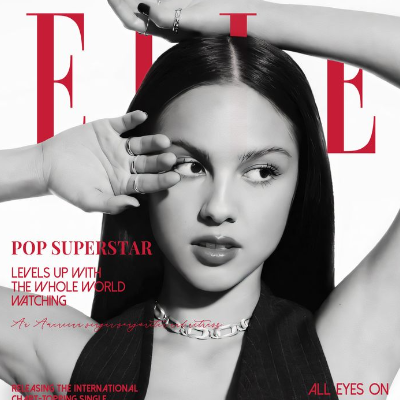 ELLE
POP SUPERSTAR
LEVELS UP WITH
THE WHOLE WORLD
WATCHING
RELEASING THE INTERNATIONAL
CHART-TOPPING SINGLE
ALL EYES ON